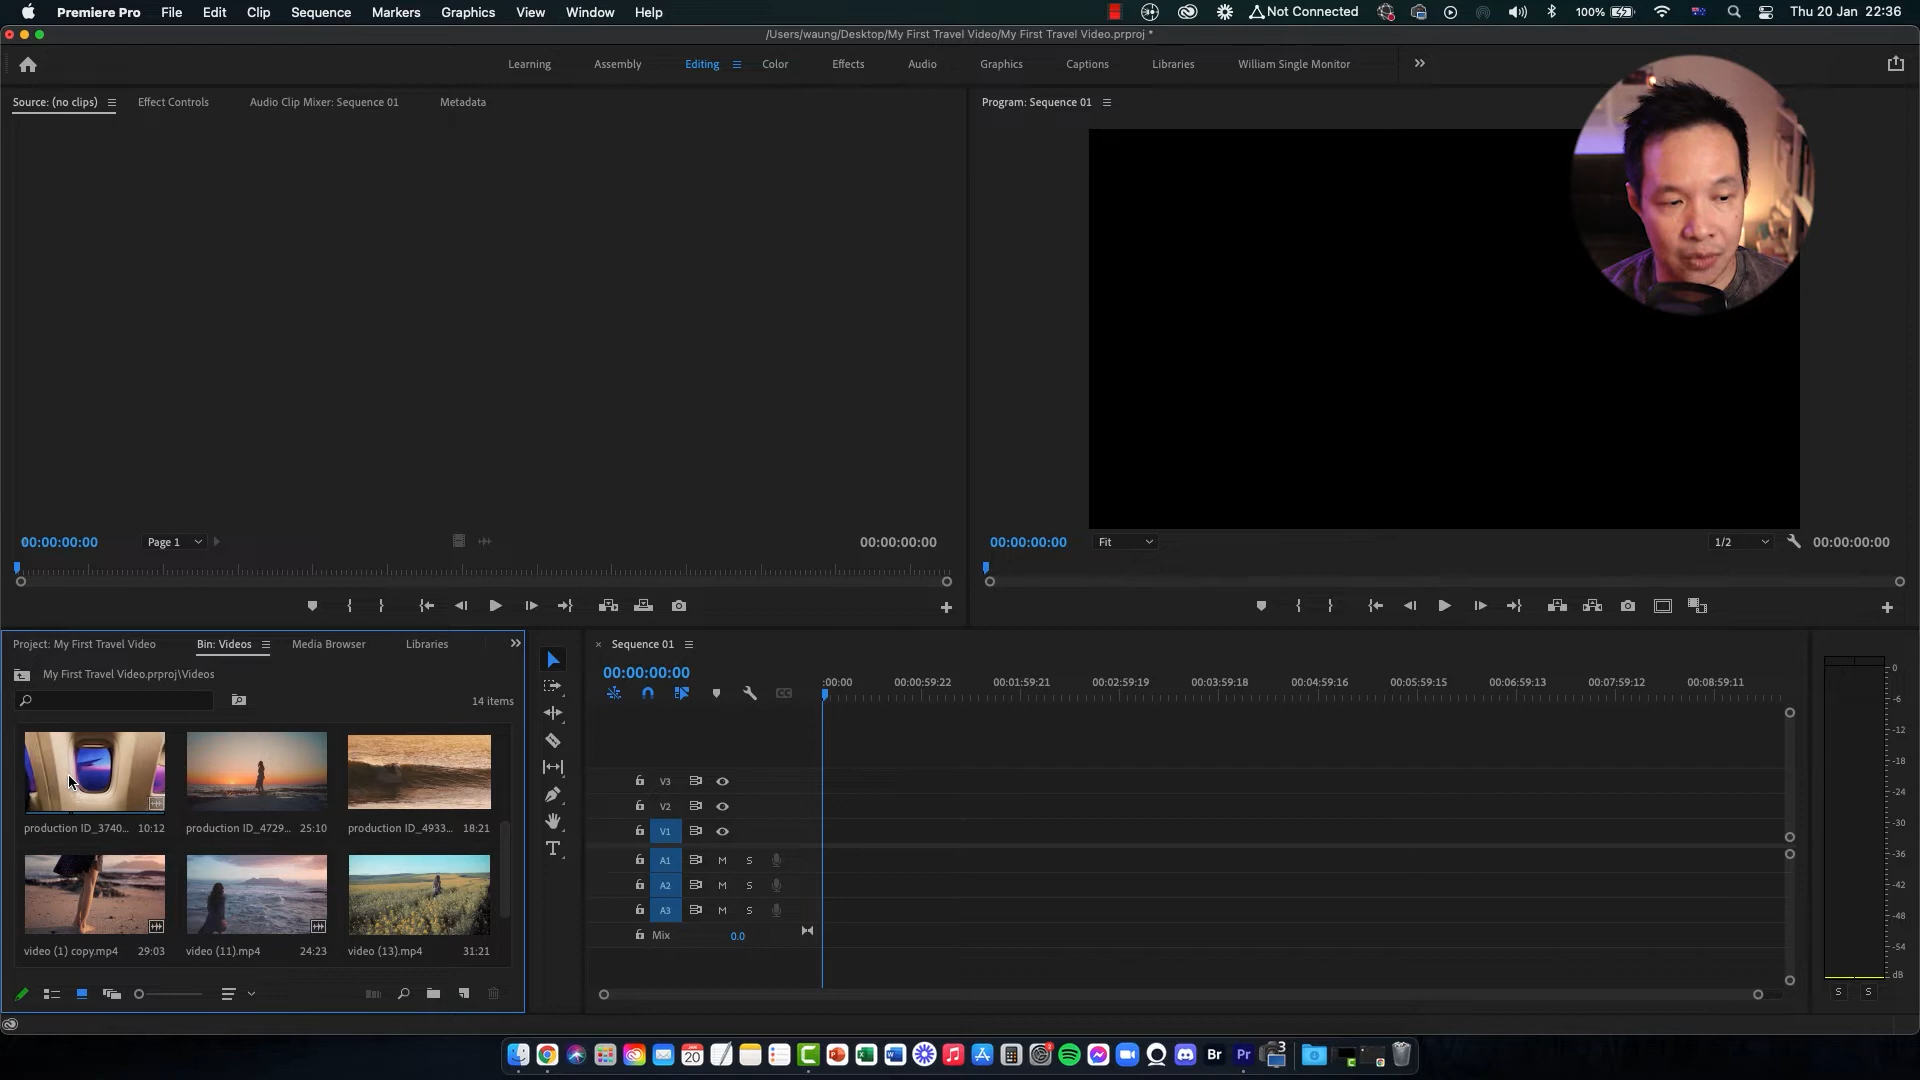 Premiere Pro File Edit Clip Sequence Markers Graphics View Window Help Not Connected 100% Thu 20 Jan 22:36
/Users/waung/Desktop/My First Travel Video/My First Travel Video.prproj *
Learning Assembly Editing Color Effects Audio Graphics Captions Libraries William Single Monitor
Source: (no clips) Effect Controls Audio Clip Mixer: Sequence 01 Metadata
Program: Sequence 01
00:00:00:00 Page 1 00:00:00:00
00:00:00:00 Fit 1/2 00:00:00:00
Project: My First Travel Video Bin: Videos Media Browser Libraries
My First Travel Video.prproj\Videos
14 items
production ID_3740... 10:12 production ID_4729... 25:10 production ID_4933... 18:21
video (1) copy.mp4 29:03 video (11).mp4 24:23 video (13).mp4 31:21
Sequence 01
00:00:00:00
:00:00 00:00:59:22 00:01:59:21 00:02:59:19 00:03:59:18 00:04:59:16 00:05:59:15 00:06:59:13 00:07:59:12 00:08:59:11
V3
V2
V1
A1 M S
A2 M S
A3 M S
Mix 0.0
0
-6
-12
-18
-24
-30
-36
-42
-48
-54
dB
S S
JAN 20 Br Pr 3